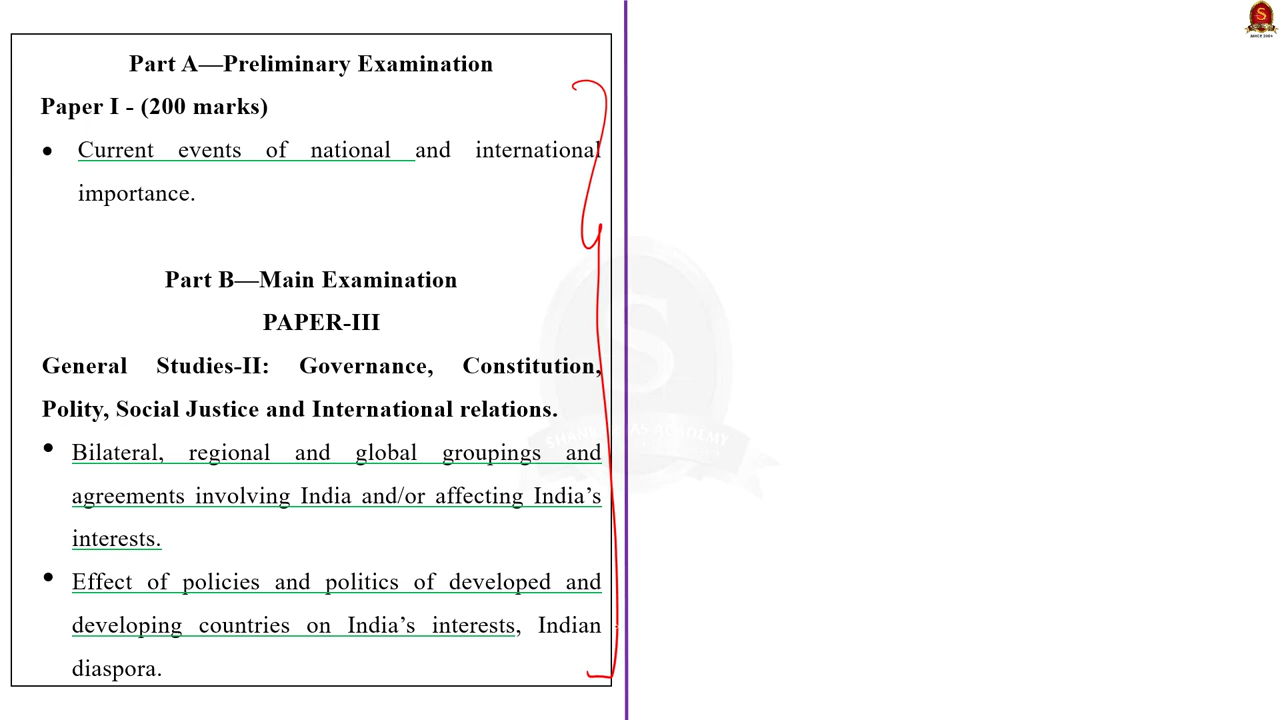 Part A—Preliminary Examination
Paper I - (200 marks)
• Current events of national and international
importance.
Part B—Main Examination
PAPER-III
General Studies-II: Governance, Constitution,
Polity, Social Justice and International relations.
• Bilateral, regional and global groupings and
agreements involving India and/or affecting India’s
interests.
• Effect of policies and politics of developed and
developing countries on India’s interests, Indian
diaspora.
S
SINCE 2004
S